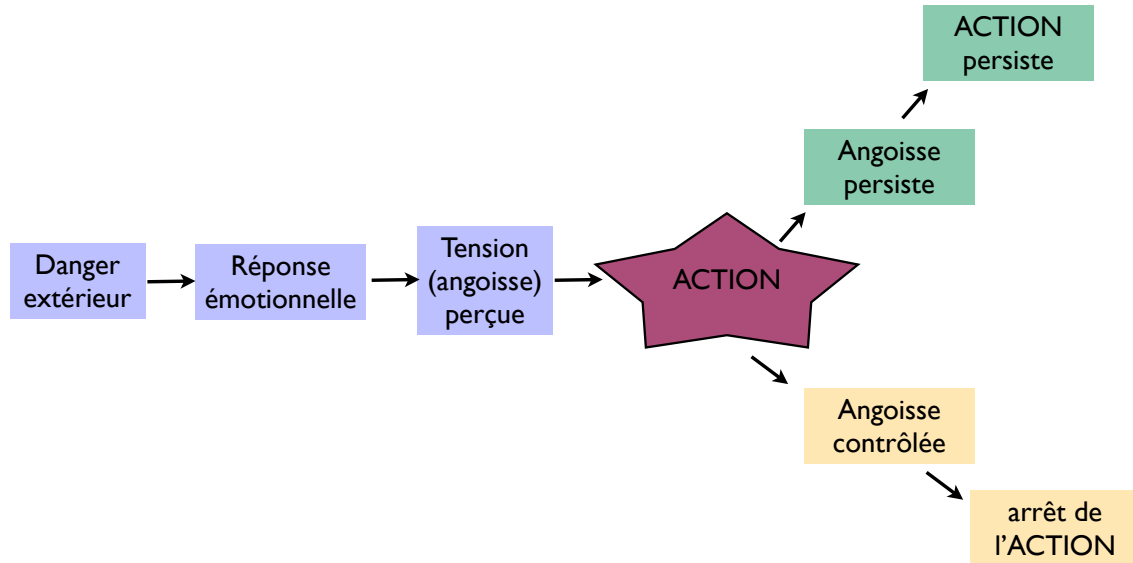 Danger
extérieur
Réponse
émotionnelle
Tension
(angoisse)
perçue
ACTION
Angoisse
persiste
ACTION
persiste
Angoisse
contrôlée
arrêt de
l'ACTION